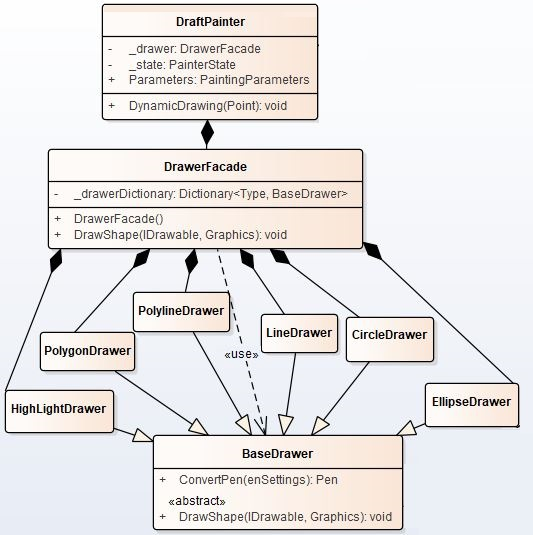 DraftPainter
- _drawer: DrawerFacade
- _state: PainterState
+ Parameters: PaintingParameters
+ DynamicDrawing(Point): void
DrawerFacade
- _drawerDictionary: Dictionary<Type, BaseDrawer>
+ DrawerFacade()
+ DrawShape(IDrawable, Graphics): void
PolylineDrawer
LineDrawer
CircleDrawer
PolygonDrawer
«use»
HighLightDrawer
EllipseDrawer
BaseDrawer
+ ConvertPen(enSettings): Pen
«abstract»
+ DrawShape(IDrawable, Graphics): void